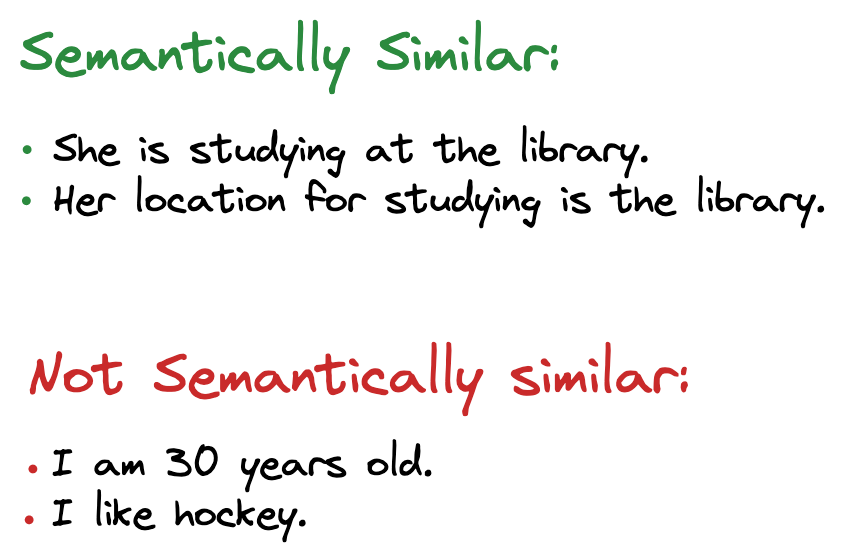 Semantically Similar:
• She is studying at the library.
• Her location for studying is the library.
Not Semantically similar:
• I am 30 years old.
• I like hockey.